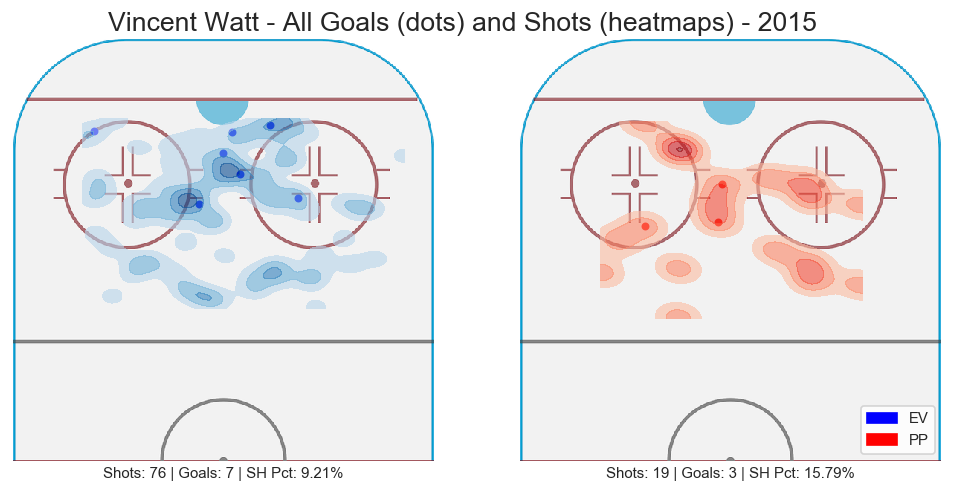 Vincent Watt - All Goals (dots) and Shots (heatmaps) - 2015
EV
PP
Shots: 76 | Goals: 7 | SH Pct: 9.21%
Shots: 19 | Goals: 3 | SH Pct: 15.79%